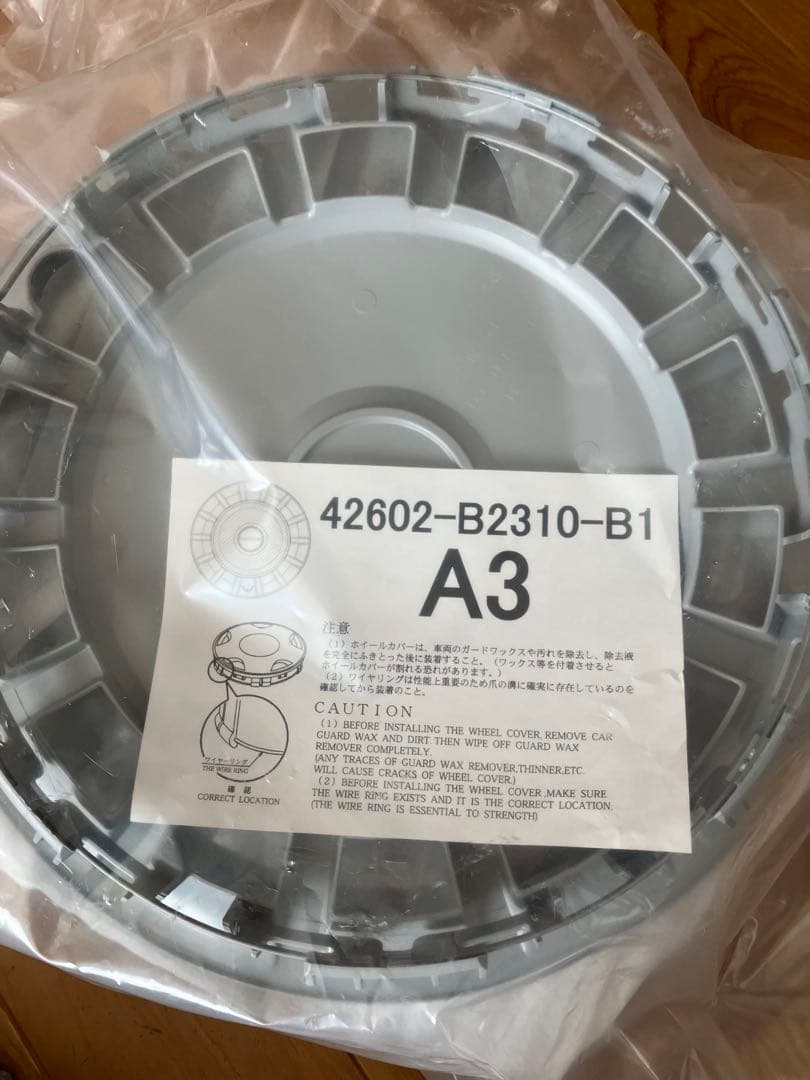 42602-B2310-B1
A3
注意
(1) ホイールカバーは、車両のガードワックスや汚れを除去し、除去液
を完全にふきとった後に装着すること。(ワックス等を付着させると
ホイールカバーが割れる恐れがあります。)
(2) ワイヤリングは性能上重要のため爪の溝に確実に存在しているのを
確認してから装着のこと。
CAUTION
(1) BEFORE INSTALLING THE WHEEL COVER, REMOVE CAR
GUARD WAX AND DIRT. THEN WIPE OFF GUARD WAX
REMOVER COMPLETELY.
(ANY TRACES OF GUARD WAX REMOVER,THINNER,ETC.
WILL CAUSE CRACKS OF WHEEL COVER.)
(2) BEFORE INSTALLING THE WHEEL COVER ,MAKE SURE
THE WIRE RING EXISTS AND IT IS THE CORRECT LOCATION.
(THE WIRE RING IS ESSENTIAL TO STRENGTH)
ワイヤーリング
THE WIRE RING
確認
CORRECT LOCATION